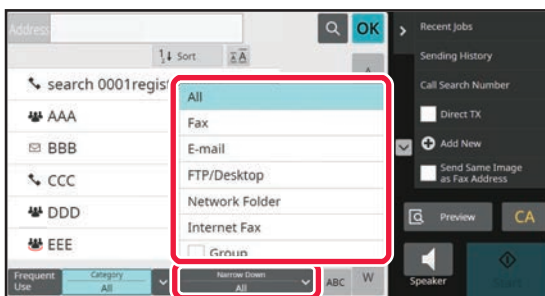 Address
OK
Sort
search 0001regis
AAA
BBB
CCC
DDD
EEE
All
Fax
E-mail
FTP/Desktop
Network Folder
Internet Fax
Group
Frequent Use
Category
All
Narrow Down
All
ABC
W
Recent Jobs
Sending History
Call Search Number
Direct TX
Add New
Send Same Image
as Fax Address
Preview
CA
Speaker
Start